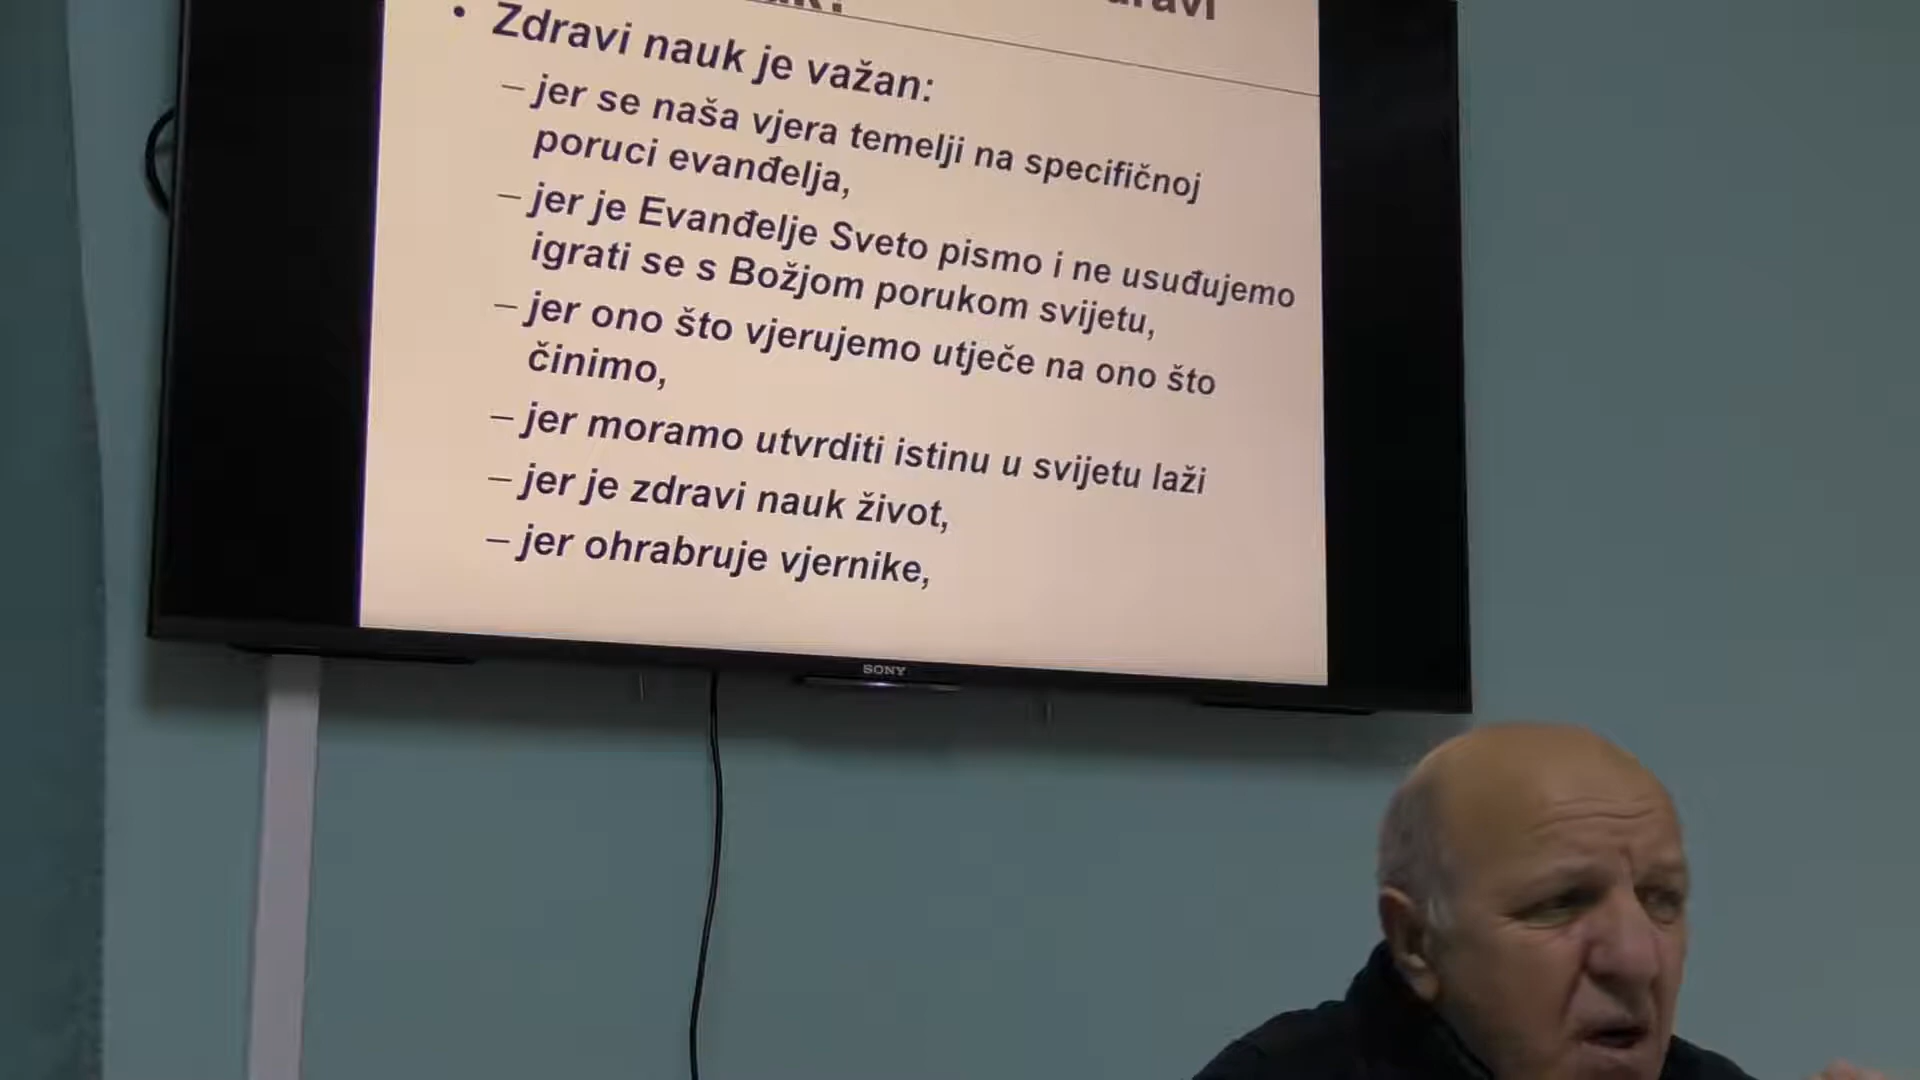 • Zdravi nauk je važan:
– jer se naša vjera temelji na specifičnoj
poruci evanđelja,
– jer je Evanđelje Sveto pismo i ne usuđujemo
igrati se s Božjom porukom svijetu,
– jer ono što vjerujemo utječe na ono što
činimo,
– jer moramo utvrditi istinu u svijetu laži
– jer je zdravi nauk život,
– jer ohrabruje vjernike,
SONY